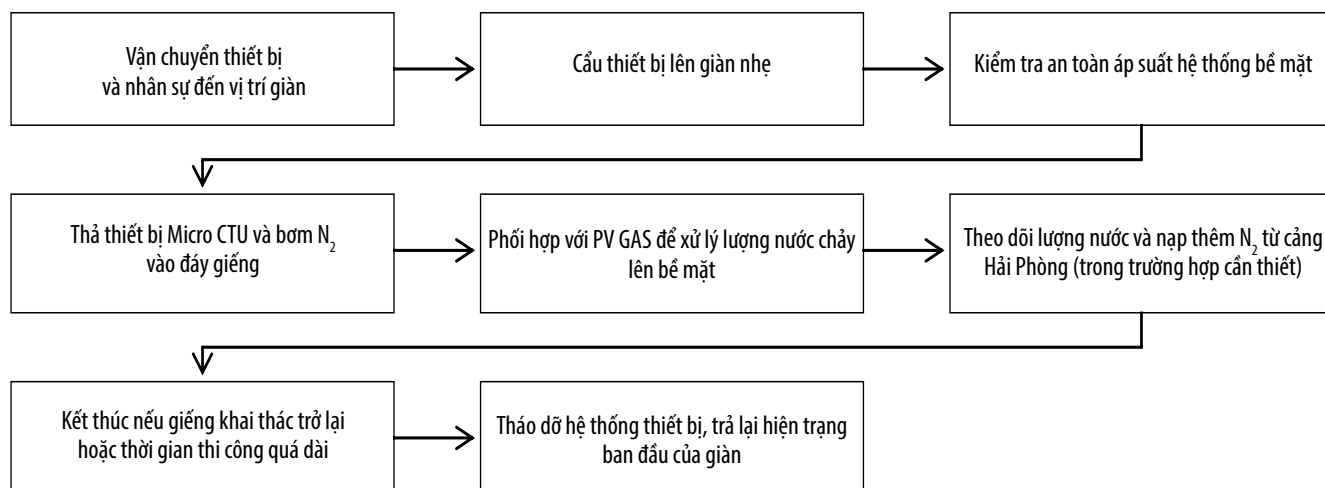 Vận chuyển thiết bị
và nhân sự đến vị trí giàn
Cẩu thiết bị lên giàn nhẹ
Kiểm tra an toàn áp suất hệ thống bề mặt
Thả thiết bị Micro CTU và bơm N₂
vào đáy giếng
Phối hợp với PV GAS để xử lý lượng nước chảy
lên bề mặt
Theo dõi lượng nước và nạp thêm N₂ từ cảng
Hải Phòng (trong trường hợp cần thiết)
Kết thúc nếu giếng khai thác trở lại
hoặc thời gian thi công quá dài
Tháo dỡ hệ thống thiết bị, trả lại hiện trạng
ban đầu của giàn